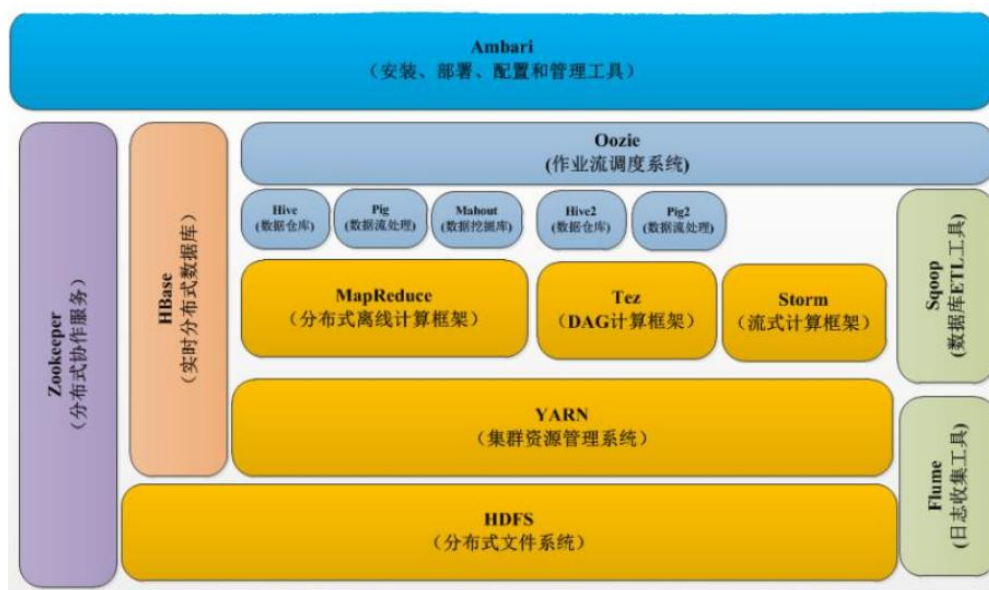 Ambari
（安装、部署、配置和管理工具）
Zookeeper
（分布式协作服务）
HBase
（实时分布式数据库）
Oozie
(作业流调度系统)
Hive
(数据仓库)
Pig
(数据流处理)
Mahout
(数据挖掘库)
Hive2
(数据仓库)
Pig2
(数据流处理)
MapReduce
（分布式离线计算框架）
Tez
（DAG计算框架）
Storm
（流式计算框架）
Sqoop
(数据库ETL工具)
YARN
（集群资源管理系统）
Flume
(日志收集工具)
HDFS
（分布式文件系统）